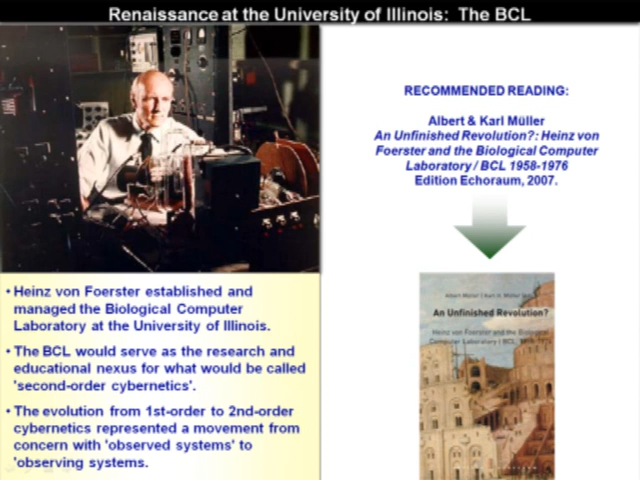 Renaissance at the University of Illinois: The BCL
RECOMMENDED READING:
Albert & Karl Müller
An Unfinished Revolution?: Heinz von
Foerster and the Biological Computer
Laboratory / BCL 1958-1976
Edition Echoraum, 2007.
• Heinz von Foerster established and
managed the Biological Computer
Laboratory at the University of Illinois.
• The BCL would serve as the research and
educational nexus for what would be called
'second-order cybernetics'.
• The evolution from 1st-order to 2nd-order
cybernetics represented a movement from
concern with 'observed systems' to
'observing systems.
Albert Müller | Karl H. Müller
An Unfinished Revolution?
Heinz von Foerster and the Biological
Computer Laboratory | BCL